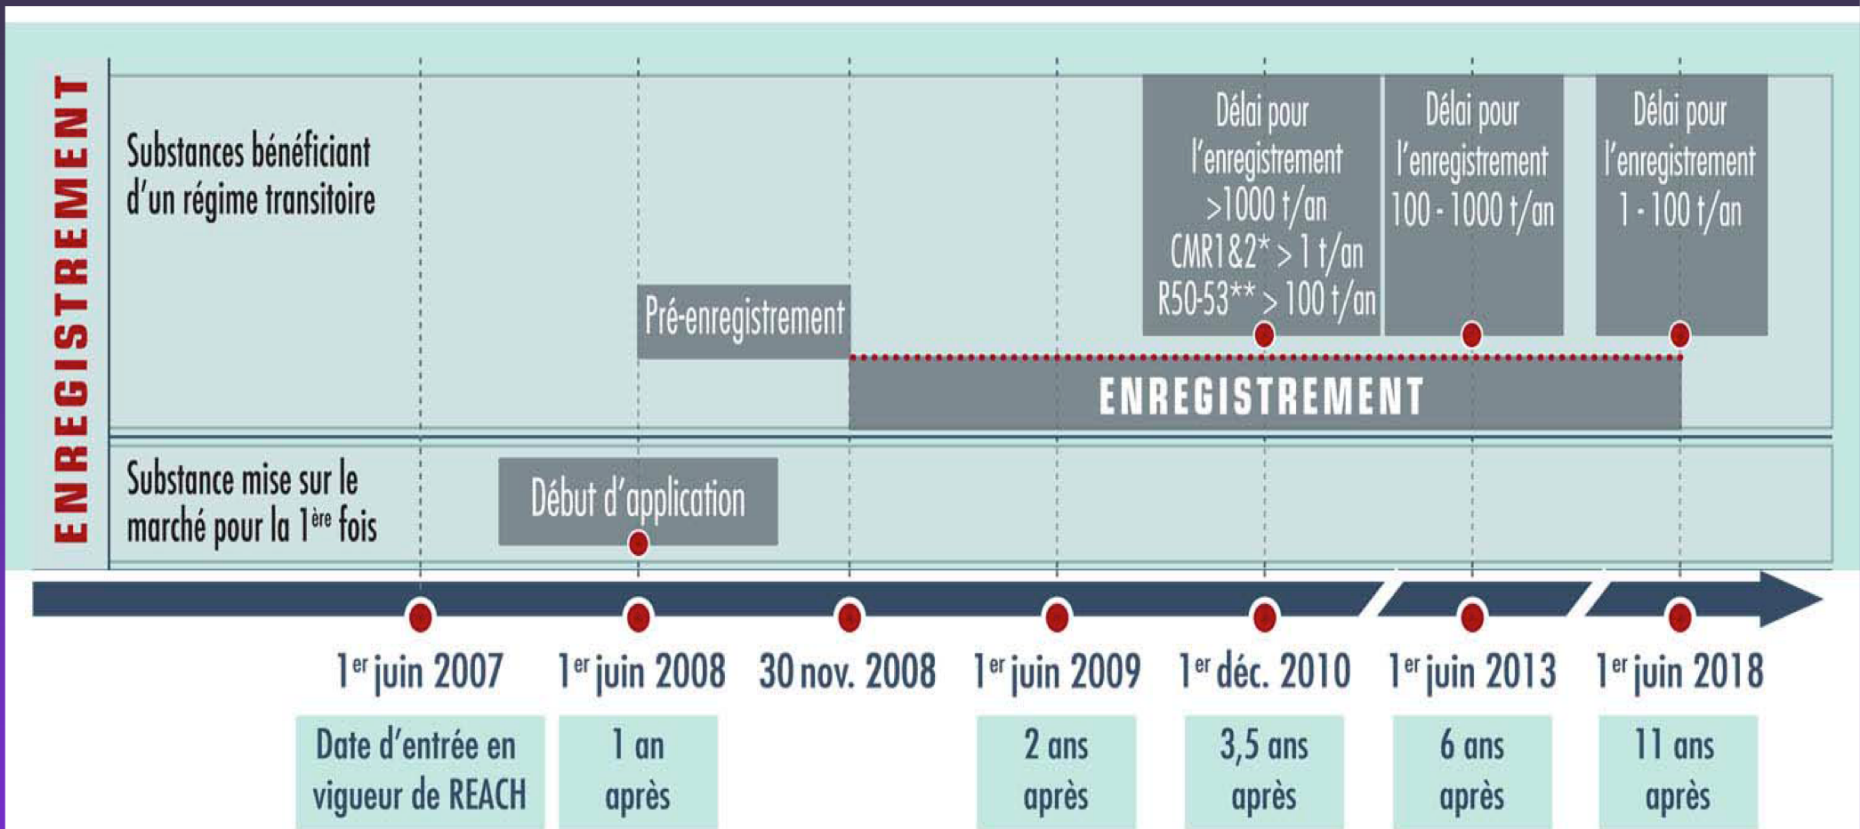 ENREGISTREMENT
Substances bénéficiant
d'un régime transitoire
Pré-enregistrement
Délai pour
l'enregistrement
>1000 t/an
CMR1&2* > 1 t/an
R50-53** > 100 t/an
Délai pour
l'enregistrement
100 - 1000 t/an
Délai pour
l'enregistrement
1 - 100 t/an
ENREGISTREMENT
Substance mise sur le
marché pour la 1ère fois
Début d'application
1er juin 2007
1er juin 2008
30 nov. 2008
1er juin 2009
1er déc. 2010
1er juin 2013
1er juin 2018
Date d'entrée en
vigueur de REACH
1 an
après
2 ans
après
3,5 ans
après
6 ans
après
11 ans
après